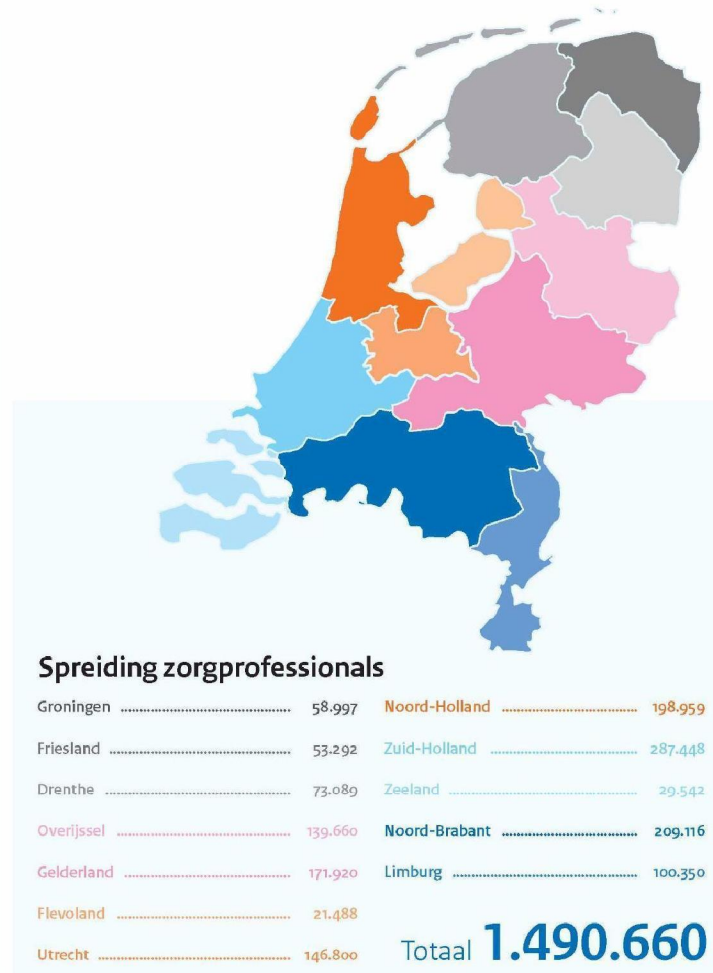 Spreiding zorgprofessionals
Groningen 58.997
Friesland 53.292
Drenthe 73.089
Overijssel 139.660
Gelderland 171.920
Flevoland 21.488
Utrecht 146.800
Noord-Holland 198.959
Zuid-Holland 287.448
Zeeland 29.542
Noord-Brabant 209.116
Limburg 100.350
Totaal 1.490.660